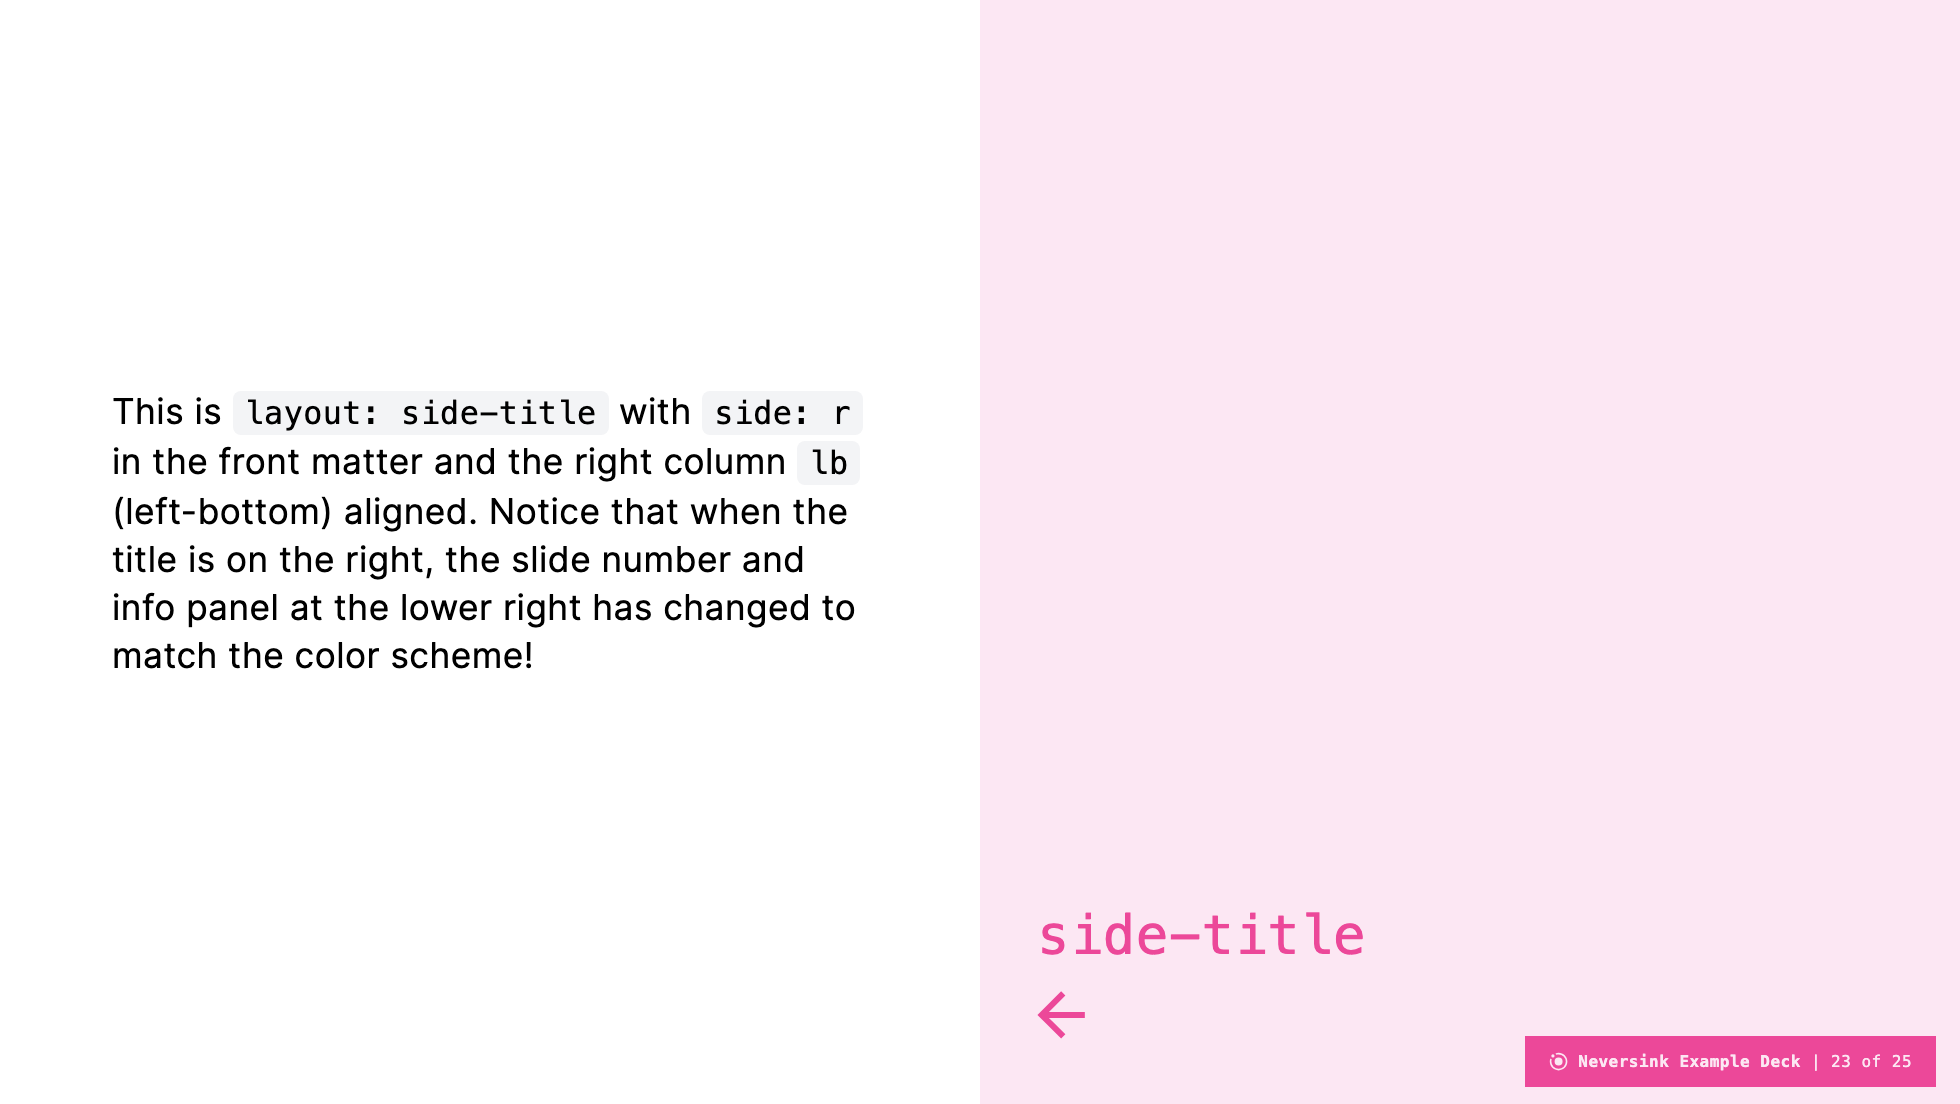 This is layout: side-title with side: r
in the front matter and the right column lb
(left-bottom) aligned. Notice that when the
title is on the right, the slide number and
info panel at the lower right has changed to
match the color scheme!
side-title
Neversink Example Deck | 23 of 25